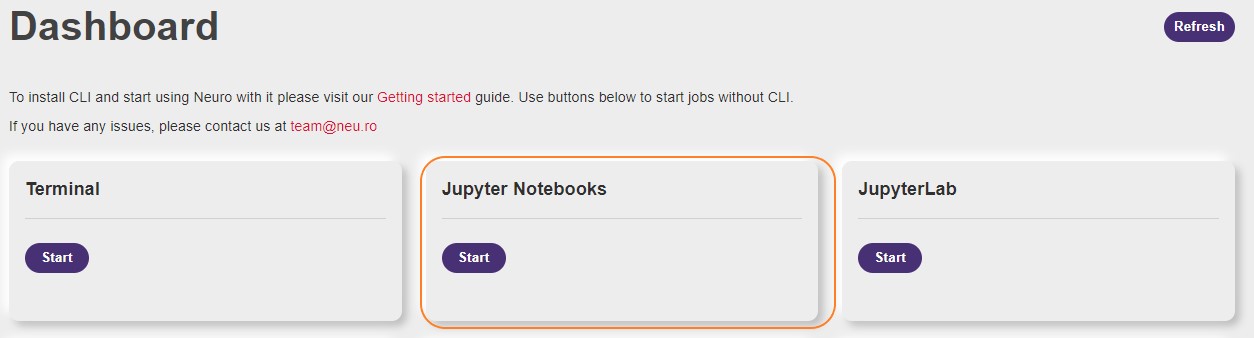 Dashboard
Refresh
To install CLI and start using Neuro with it please visit our Getting started guide. Use buttons below to start jobs without CLI.
If you have any issues, please contact us at team@neu.ro
Terminal
Start
Jupyter Notebooks
Start
JupyterLab
Start